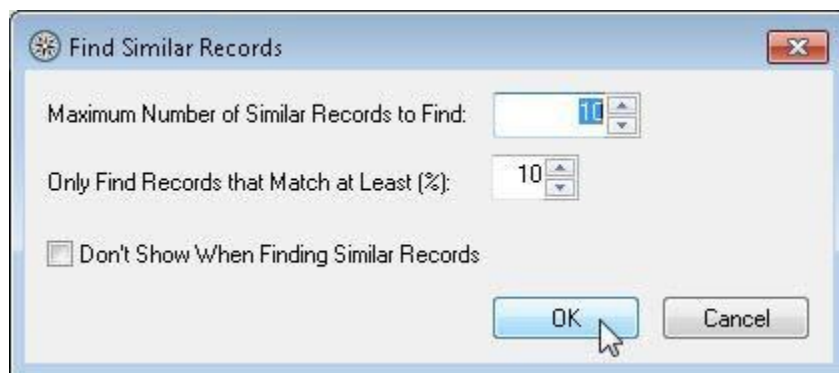 Find Similar Records
Maximum Number of Similar Records to Find: 10
Only Find Records that Match at Least (%): 10
Don't Show When Finding Similar Records
OK Cancel